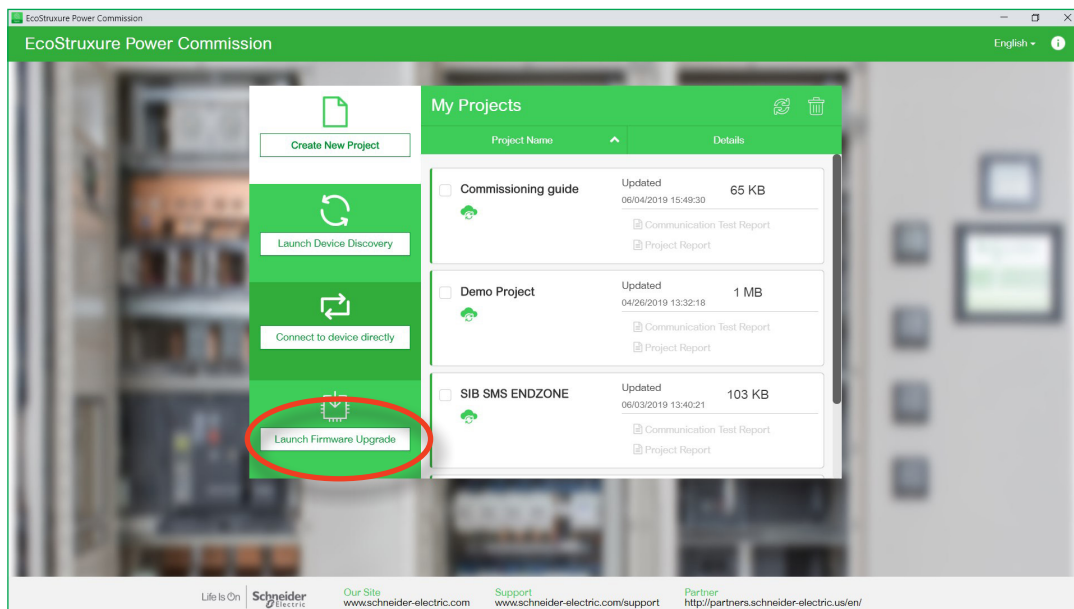 EcoStruxure Power Commission
EcoStruxure Power Commission
English
i
Create New Project
Launch Device Discovery
Connect to device directly
Launch Firmware Upgrade
My Projects
Project Name
Details
Commissioning guide
Updated
06/04/2019 15:49:30
65 KB
Communication Test Report
Project Report
Demo Project
Updated
04/26/2019 13:32:18
1 MB
Communication Test Report
Project Report
SIB SMS ENDZONE
Updated
06/03/2019 13:40:21
103 KB
Communication Test Report
Project Report
Life Is On
Schneider
Electric
Our Site
www.schneider-electric.com
Support
www.schneider-electric.com/support
Partner
http://partners.schneider-electric.us/en/